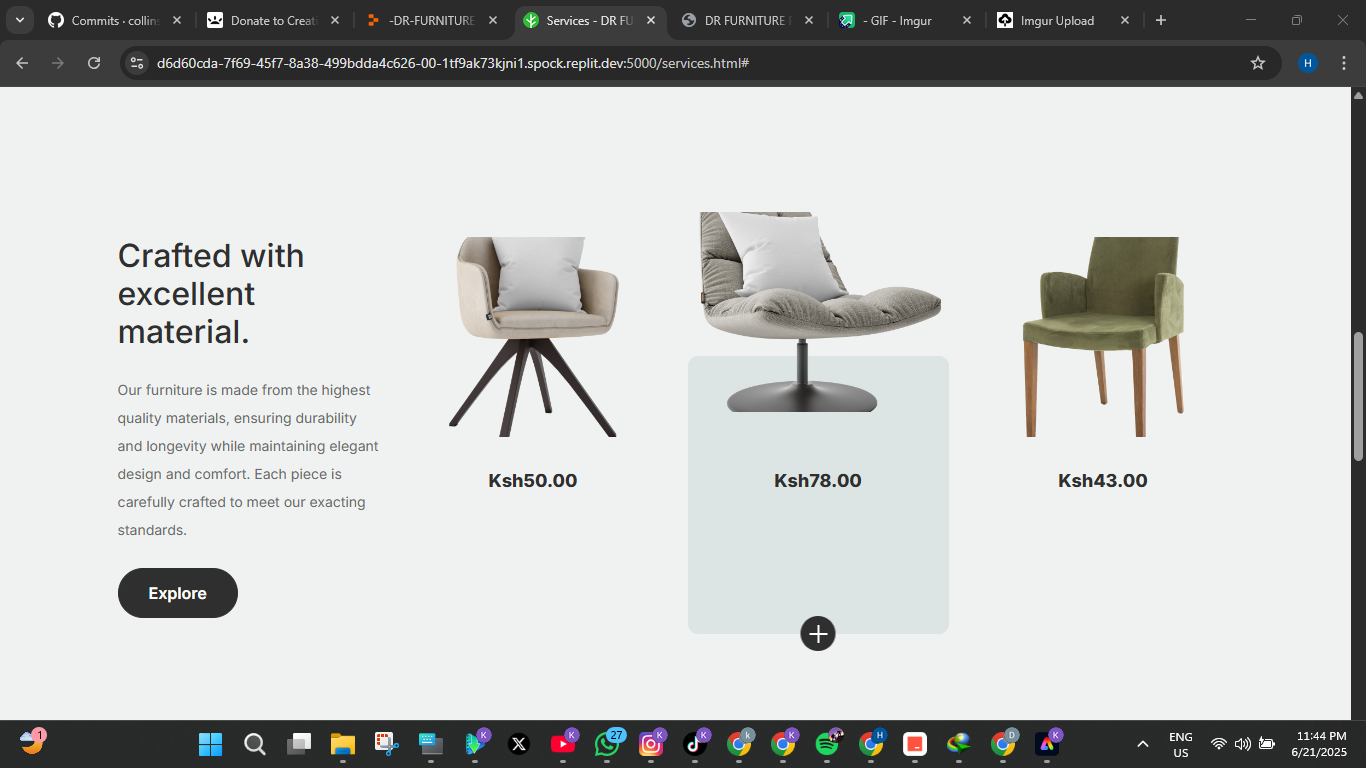 Commits · collins
Donate to Creati
-DR-FURNITURE
Services - DR FU
DR FURNITURE
- GIF - Imgur
Imgur Upload
d6d60cda-7f69-45f7-8a38-499bdda4c626-00-1tf9ak73kjni1.spock.replit.dev:5000/services.html#
H
Crafted with
excellent
material.
Our furniture is made from the highest
quality materials, ensuring durability
and longevity while maintaining elegant
design and comfort. Each piece is
carefully crafted to meet our exacting
standards.
Explore
Ksh50.00
Ksh78.00
Ksh43.00
1
K
K
27
K
K
k
K
H
D
K
ENG
US
11:44 PM
6/21/2025